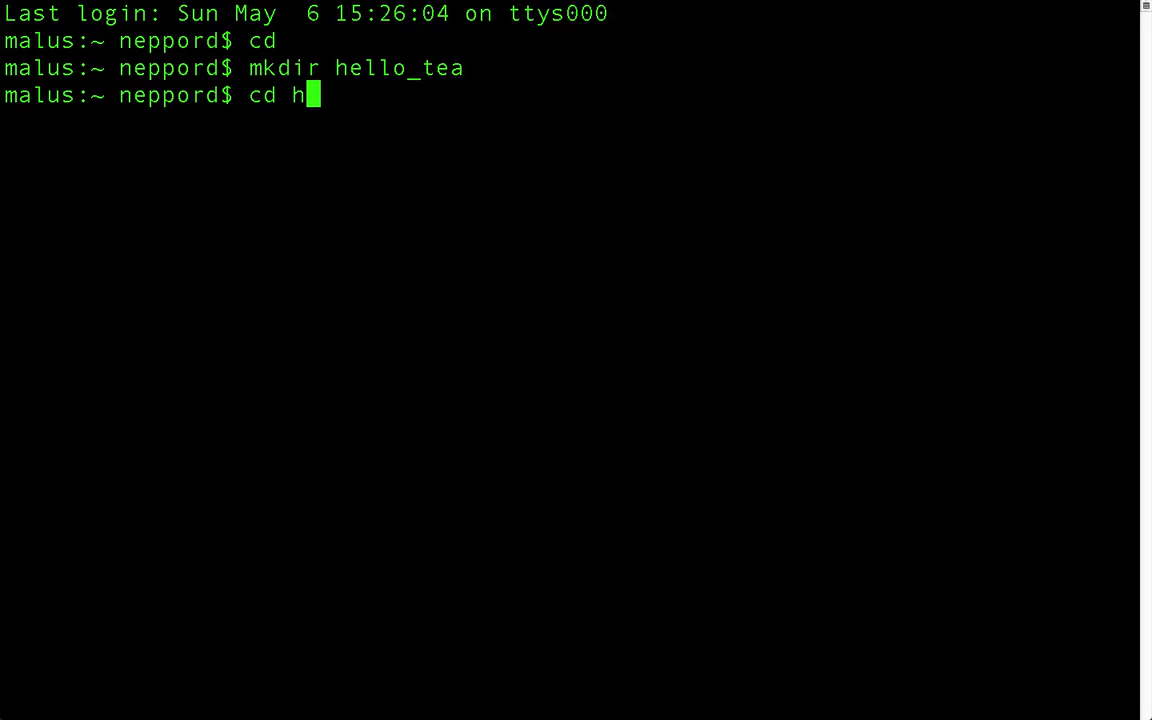 Last login: Sun May  6 15:26:04 on ttys000
malus:~ neppord$ cd
malus:~ neppord$ mkdir hello_tea
malus:~ neppord$ cd h